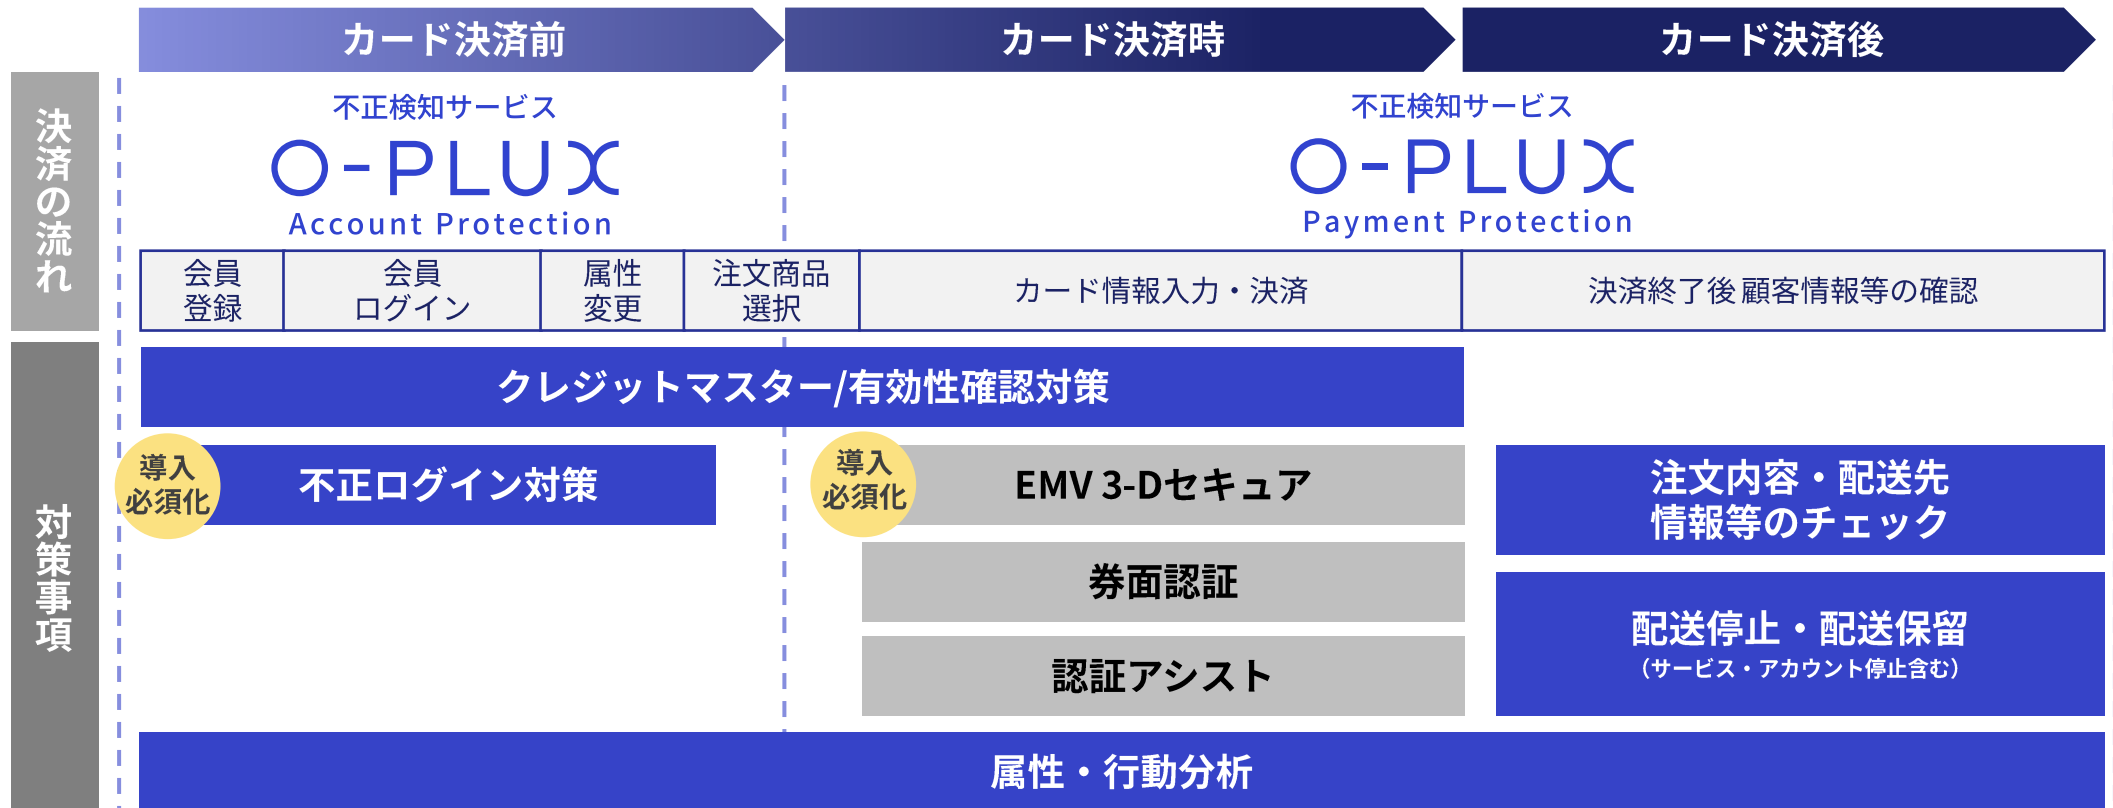 カード決済前
カード決済時
カード決済後
決済の流れ
不正検知サービス
O-PLUX
Account Protection
不正検知サービス
O-PLUX
Payment Protection
会員
登録
会員
ログイン
属性
変更
注文商品
選択
カード情報入力・決済
決済終了後 顧客情報等の確認
対策事項
クレジットマスター/有効性確認対策
導入
必須化
不正ログイン対策
導入
必須化
EMV 3-Dセキュア
券面認証
認証アシスト
注文内容・配送先
情報等のチェック
配送停止・配送保留
（サービス・アカウント停止含む）
属性・行動分析